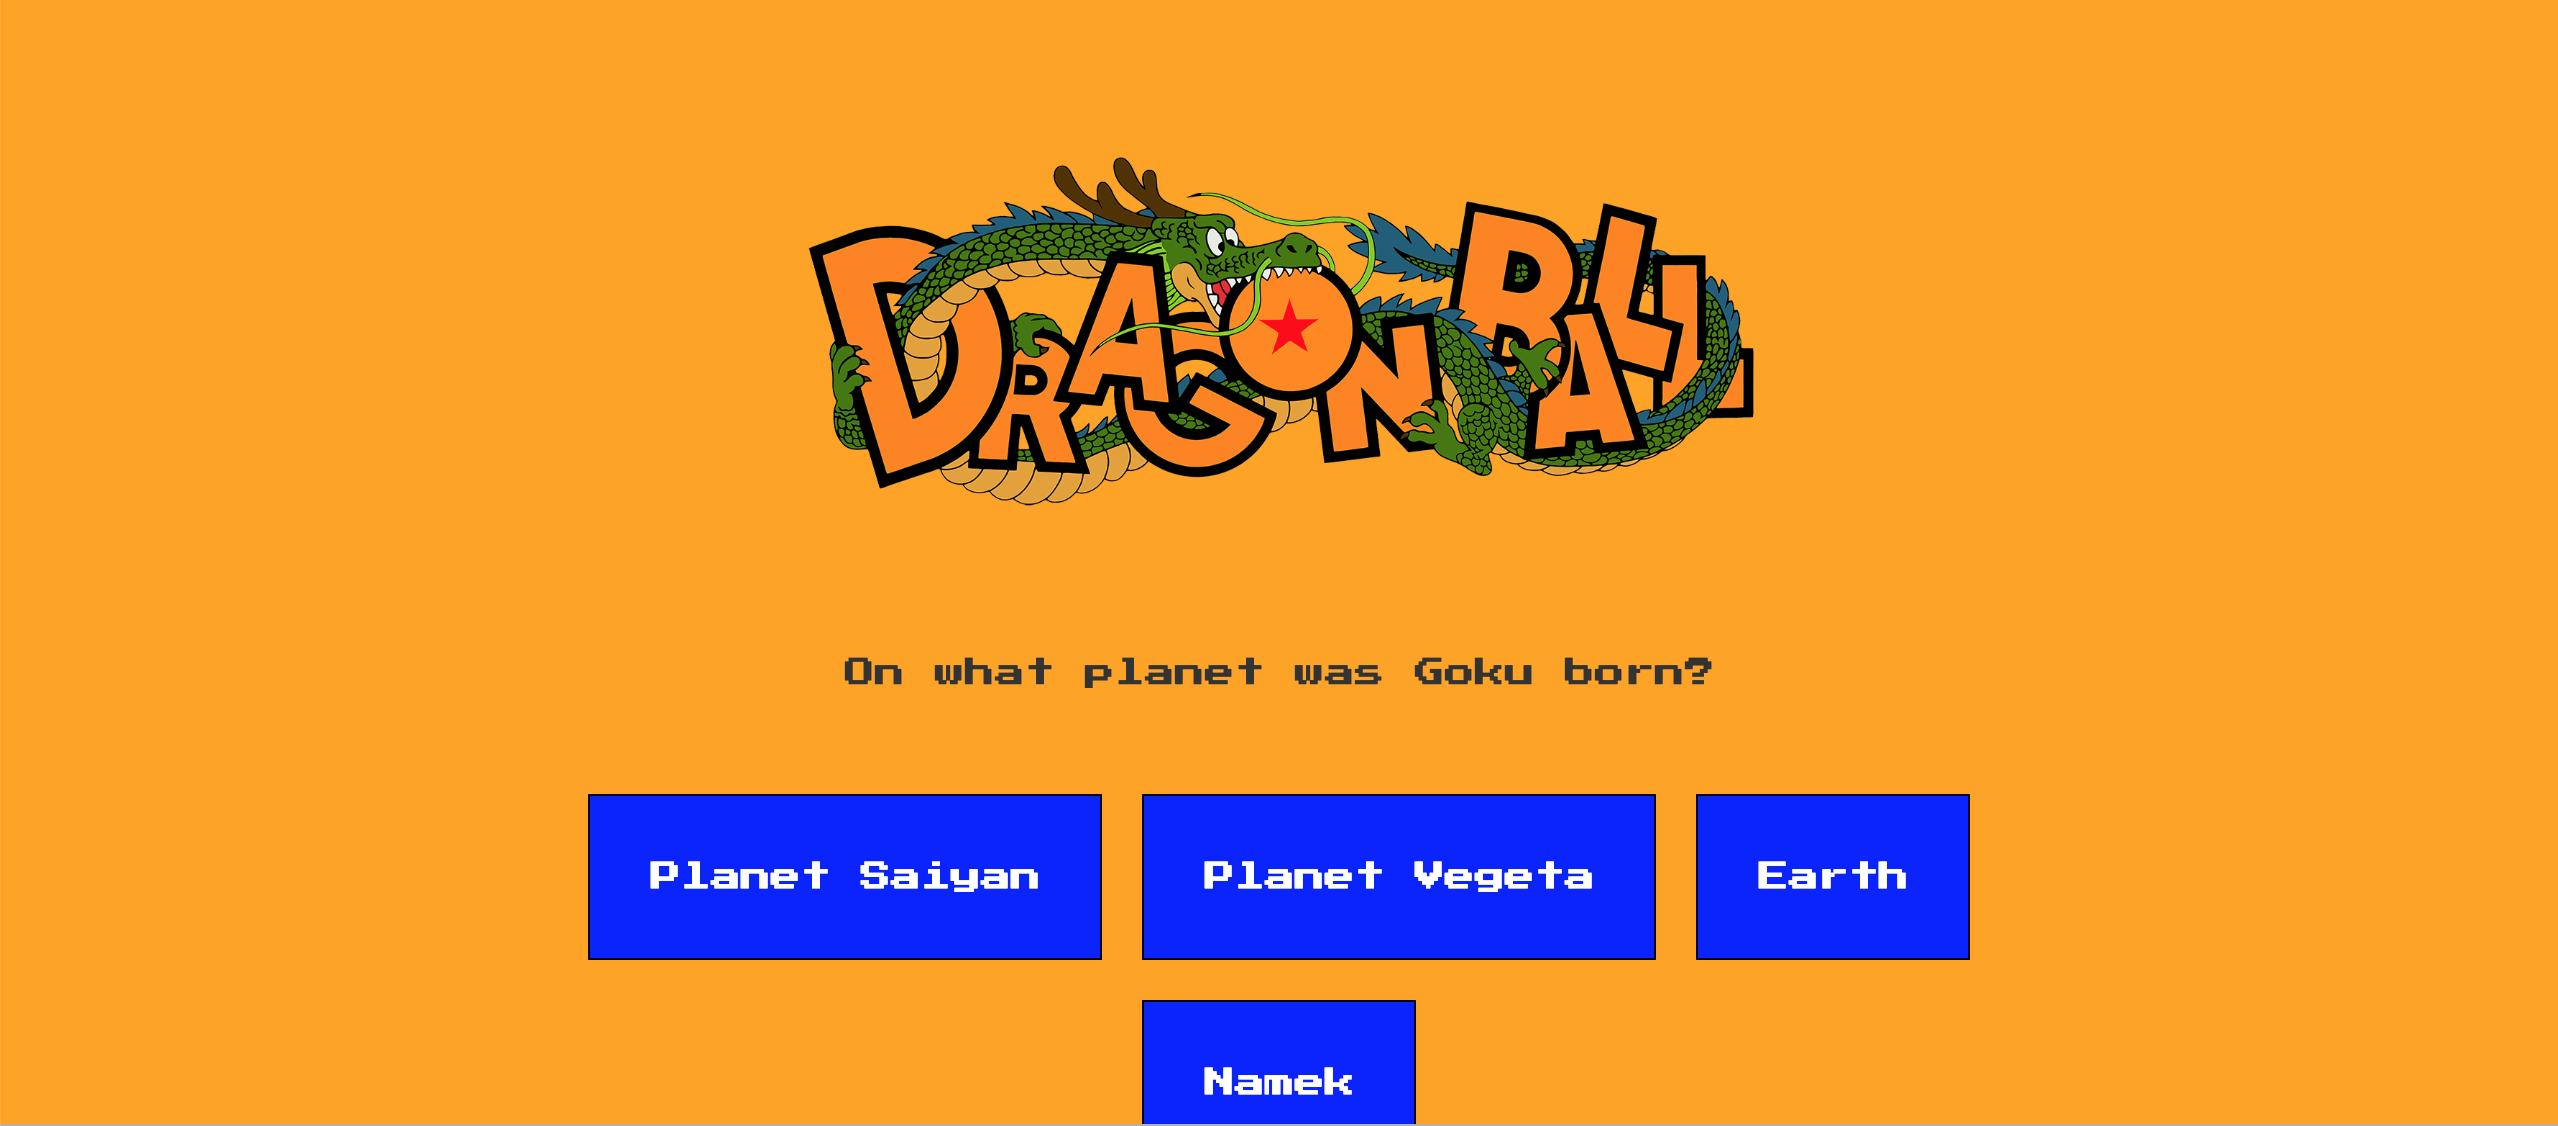 DRAGON BALL
On what planet was Goku born?
Planet Saiyan
Planet Vegeta
Earth
Namek